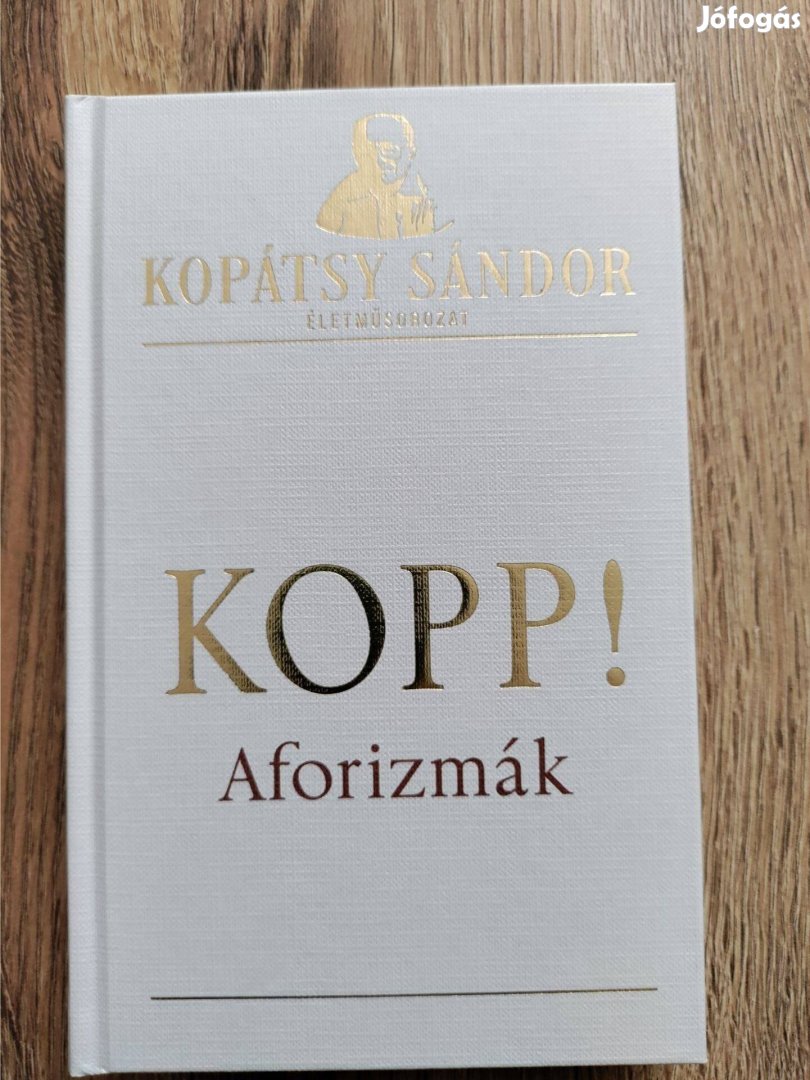 Jófogás
KOPÁTSY SÁNDOR
ÉLETMŰSOROZAT
KOPP!
Aforizmák